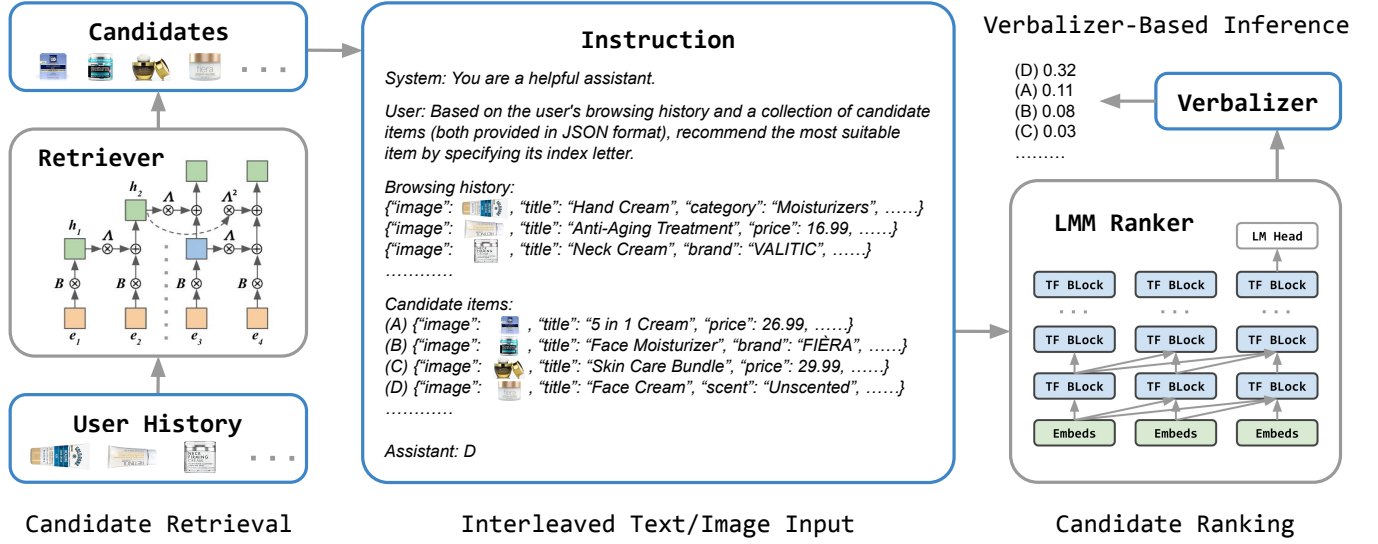 Candidates
. . . .
Retriever
h₂ Λ Λ²
h₁ Λ Λ
B B B B
e₁ e₂ e₃ e₄
User History
. . . .
Candidate Retrieval
Instruction
System: You are a helpful assistant.
User: Based on the user's browsing history and a collection of candidate
items (both provided in JSON format), recommend the most suitable
item by specifying its index letter.
Browsing history:
{“image”: , “title”: “Hand Cream”, “category”: “Moisturizers”, ……}
{“image”: , “title”: “Anti-Aging Treatment”, “price”: 16.99, ……}
{“image”: , “title”: “Neck Cream”, “brand”: “VALITIC”, ……}
…………
Candidate items:
(A) {“image”: , “title”: “5 in 1 Cream”, “price”: 26.99, ……}
(B) {“image”: , “title”: “Face Moisturizer”, “brand”: “FIÈRA”, ……}
(C) {“image”: , “title”: “Skin Care Bundle”, “price”: 29.99, ……}
(D) {“image”: , “title”: “Face Cream”, “scent”: “Unscented”, ……}
…………
Assistant: D
Interleaved Text/Image Input
Verbalizer-Based Inference
(D) 0.32
(A) 0.11
(B) 0.08
(C) 0.03
………
Verbalizer
LMM Ranker
LM Head
TF BLock TF BLock TF BLock
. . . . . . . . .
TF BLock TF BLock TF BLock
TF BLock TF BLock TF BLock
Embeds Embeds Embeds
Candidate Ranking